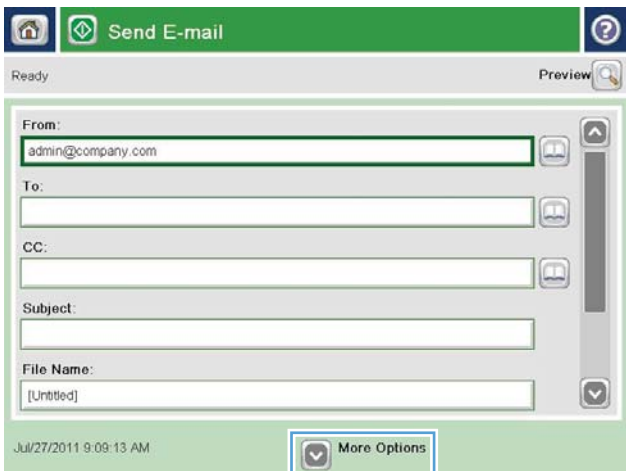 Send E-mail
Ready
Preview
From:
admin@company.com
To:
CC:
Subject:
File Name:
[Untitled]
Jul/27/2011 9:09:13 AM
More Options